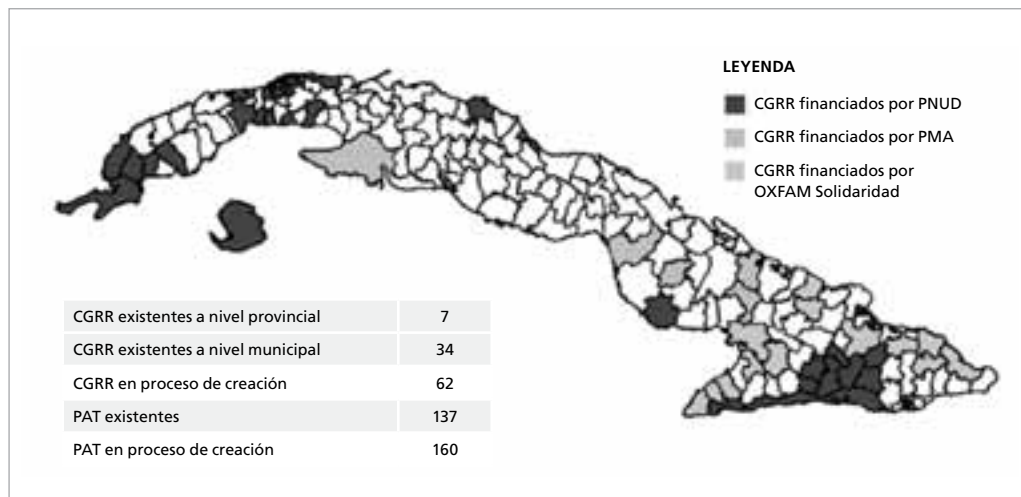 LEYENDA
CGRR financiados por PNUD
CGRR financiados por PMA
CGRR financiados por
OXFAM Solidaridad
CGRR existentes a nivel provincial 7
CGRR existentes a nivel municipal 34
CGRR en proceso de creación 62
PAT existentes 137
PAT en proceso de creación 160